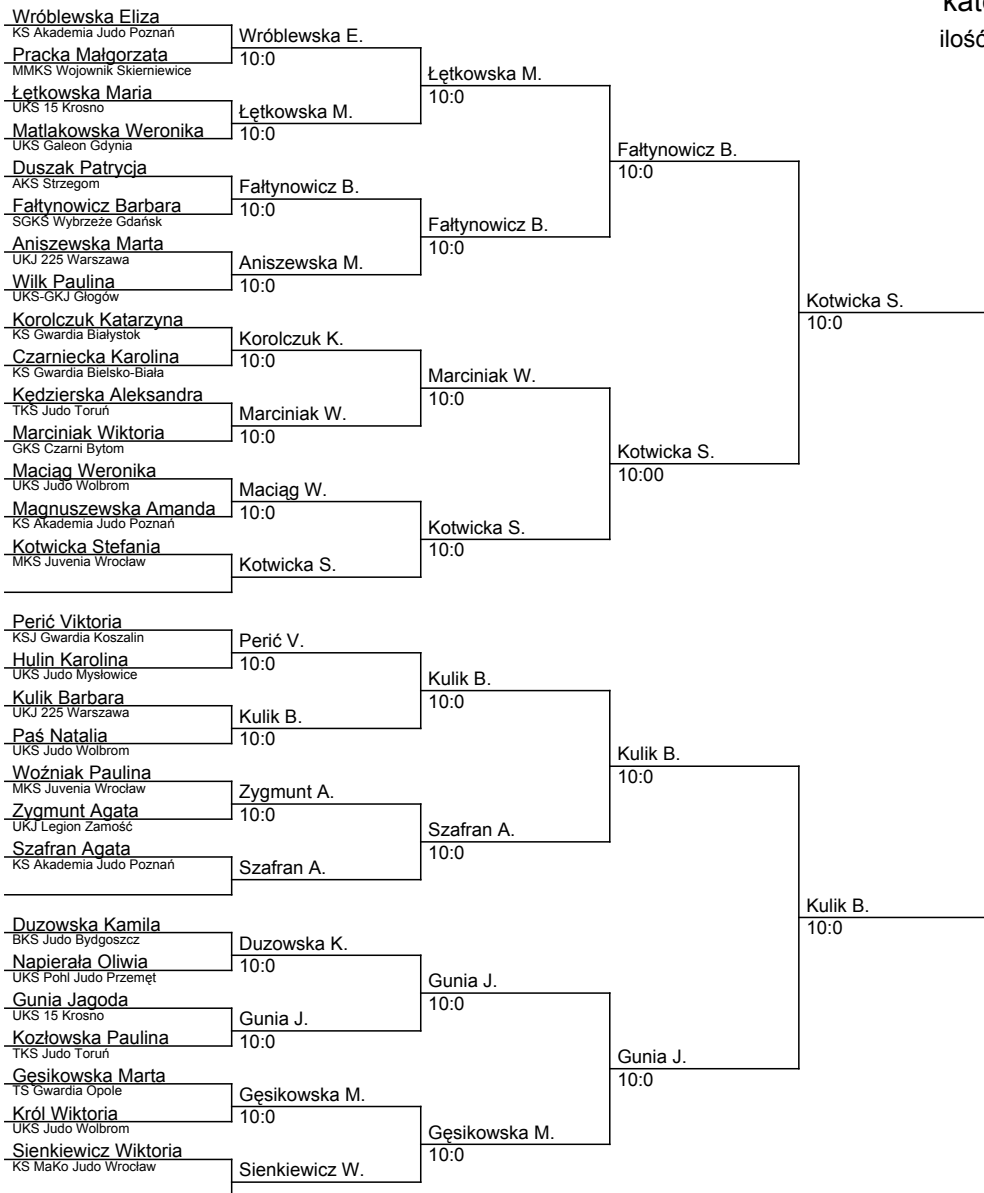 kat
ilość
Wróblewska Eliza
KS Akademia Judo Poznań
Pracka Małgorzata
MMKS Wojownik Skierniewice
Łętkowska Maria
UKS 15 Krosno
Matlakowska Weronika
UKS Galeon Gdynia
Duszak Patrycja
AKS Strzegom
Fałtynowicz Barbara
SGKS Wybrzeże Gdańsk
Aniszewska Marta
UKJ 225 Warszawa
Wilk Paulina
UKS-GKJ Głogów
Korolczuk Katarzyna
KS Gwardia Białystok
Czarniecka Karolina
KS Gwardia Bielsko-Biała
Kędzierska Aleksandra
TKS Judo Toruń
Marciniak Wiktoria
GKS Czarni Bytom
Maciąg Weronika
UKS Judo Wolbrom
Magnuszewska Amanda
KS Akademia Judo Poznań
Kotwicka Stefania
MKS Juvenia Wrocław
Perić Viktoria
KSJ Gwardia Koszalin
Hulin Karolina
UKS Judo Mysłowice
Kulik Barbara
UKJ 225 Warszawa
Paś Natalia
UKS Judo Wolbrom
Woźniak Paulina
MKS Juvenia Wrocław
Zygmunt Agata
UKJ Legion Zamość
Szafran Agata
KS Akademia Judo Poznań
Duzowska Kamila
BKS Judo Bydgoszcz
Napierała Oliwia
UKS Pohl Judo Przemęt
Gunia Jagoda
UKS 15 Krosno
Kozłowska Paulina
TKS Judo Toruń
Gęsikowska Marta
TS Gwardia Opole
Król Wiktoria
UKS Judo Wolbrom
Sienkiewicz Wiktoria
KS MaKo Judo Wrocław
Wróblewska E.
10:0
Łętkowska M.
10:0
Fałtynowicz B.
10:0
Aniszewska M.
10:0
Korolczuk K.
10:0
Marciniak W.
10:0
Maciąg W.
10:0
Kotwicka S.
Perić V.
10:0
Kulik B.
10:0
Zygmunt A.
10:0
Szafran A.
Duzowska K.
10:0
Gunia J.
10:0
Gęsikowska M.
10:0
Sienkiewicz W.
Łętkowska M.
10:0
Fałtynowicz B.
10:0
Marciniak W.
10:0
Kotwicka S.
10:0
Kulik B.
10:0
Szafran A.
10:0
Gunia J.
10:0
Gęsikowska M.
10:0
Fałtynowicz B.
10:0
Kotwicka S.
10:00
Kulik B.
10:0
Gunia J.
10:0
Kotwicka S.
10:0
Kulik B.
10:0